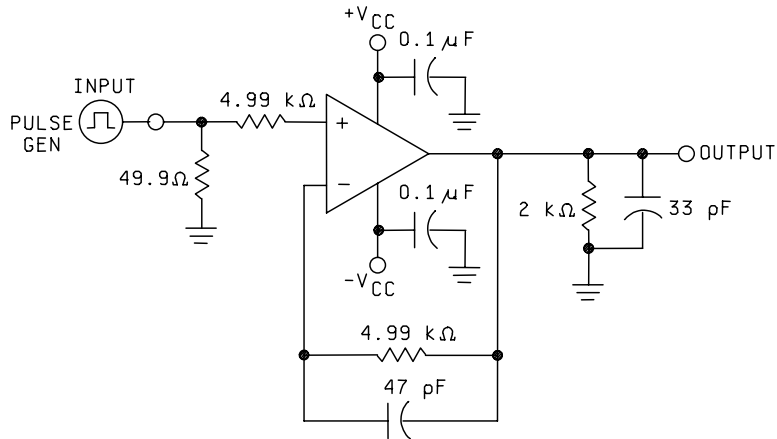 +VCC
0.1 µF
INPUT
4.99 kΩ
PULSE
GEN
+
OUTPUT
49.9Ω
−
0.1 µF
2 kΩ
33 pF
−VCC
4.99 kΩ
47 pF